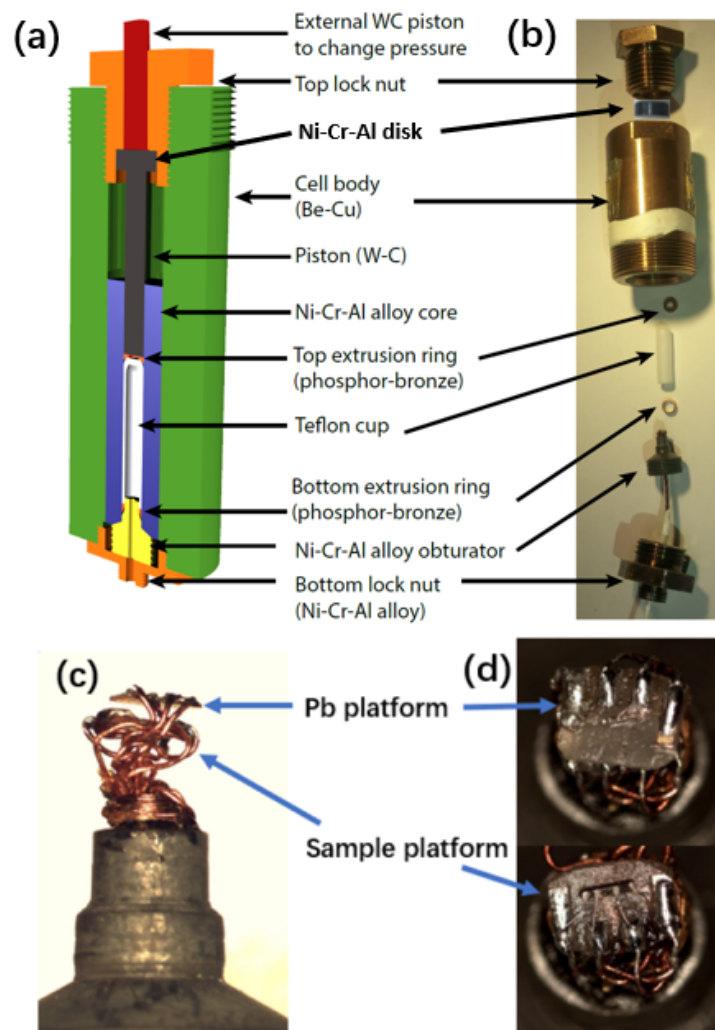 (a)
External WC piston
to change pressure
(b)
Top lock nut
Ni-Cr-Al disk
Cell body
(Be-Cu)
Piston (W-C)
Ni-Cr-Al alloy core
Top extrusion ring
(phosphor-bronze)
Teflon cup
Bottom extrusion ring
(phosphor-bronze)
Ni-Cr-Al alloy obturator
Bottom lock nut
(Ni-Cr-Al alloy)
(c)
(d)
Pb platform
Sample platform